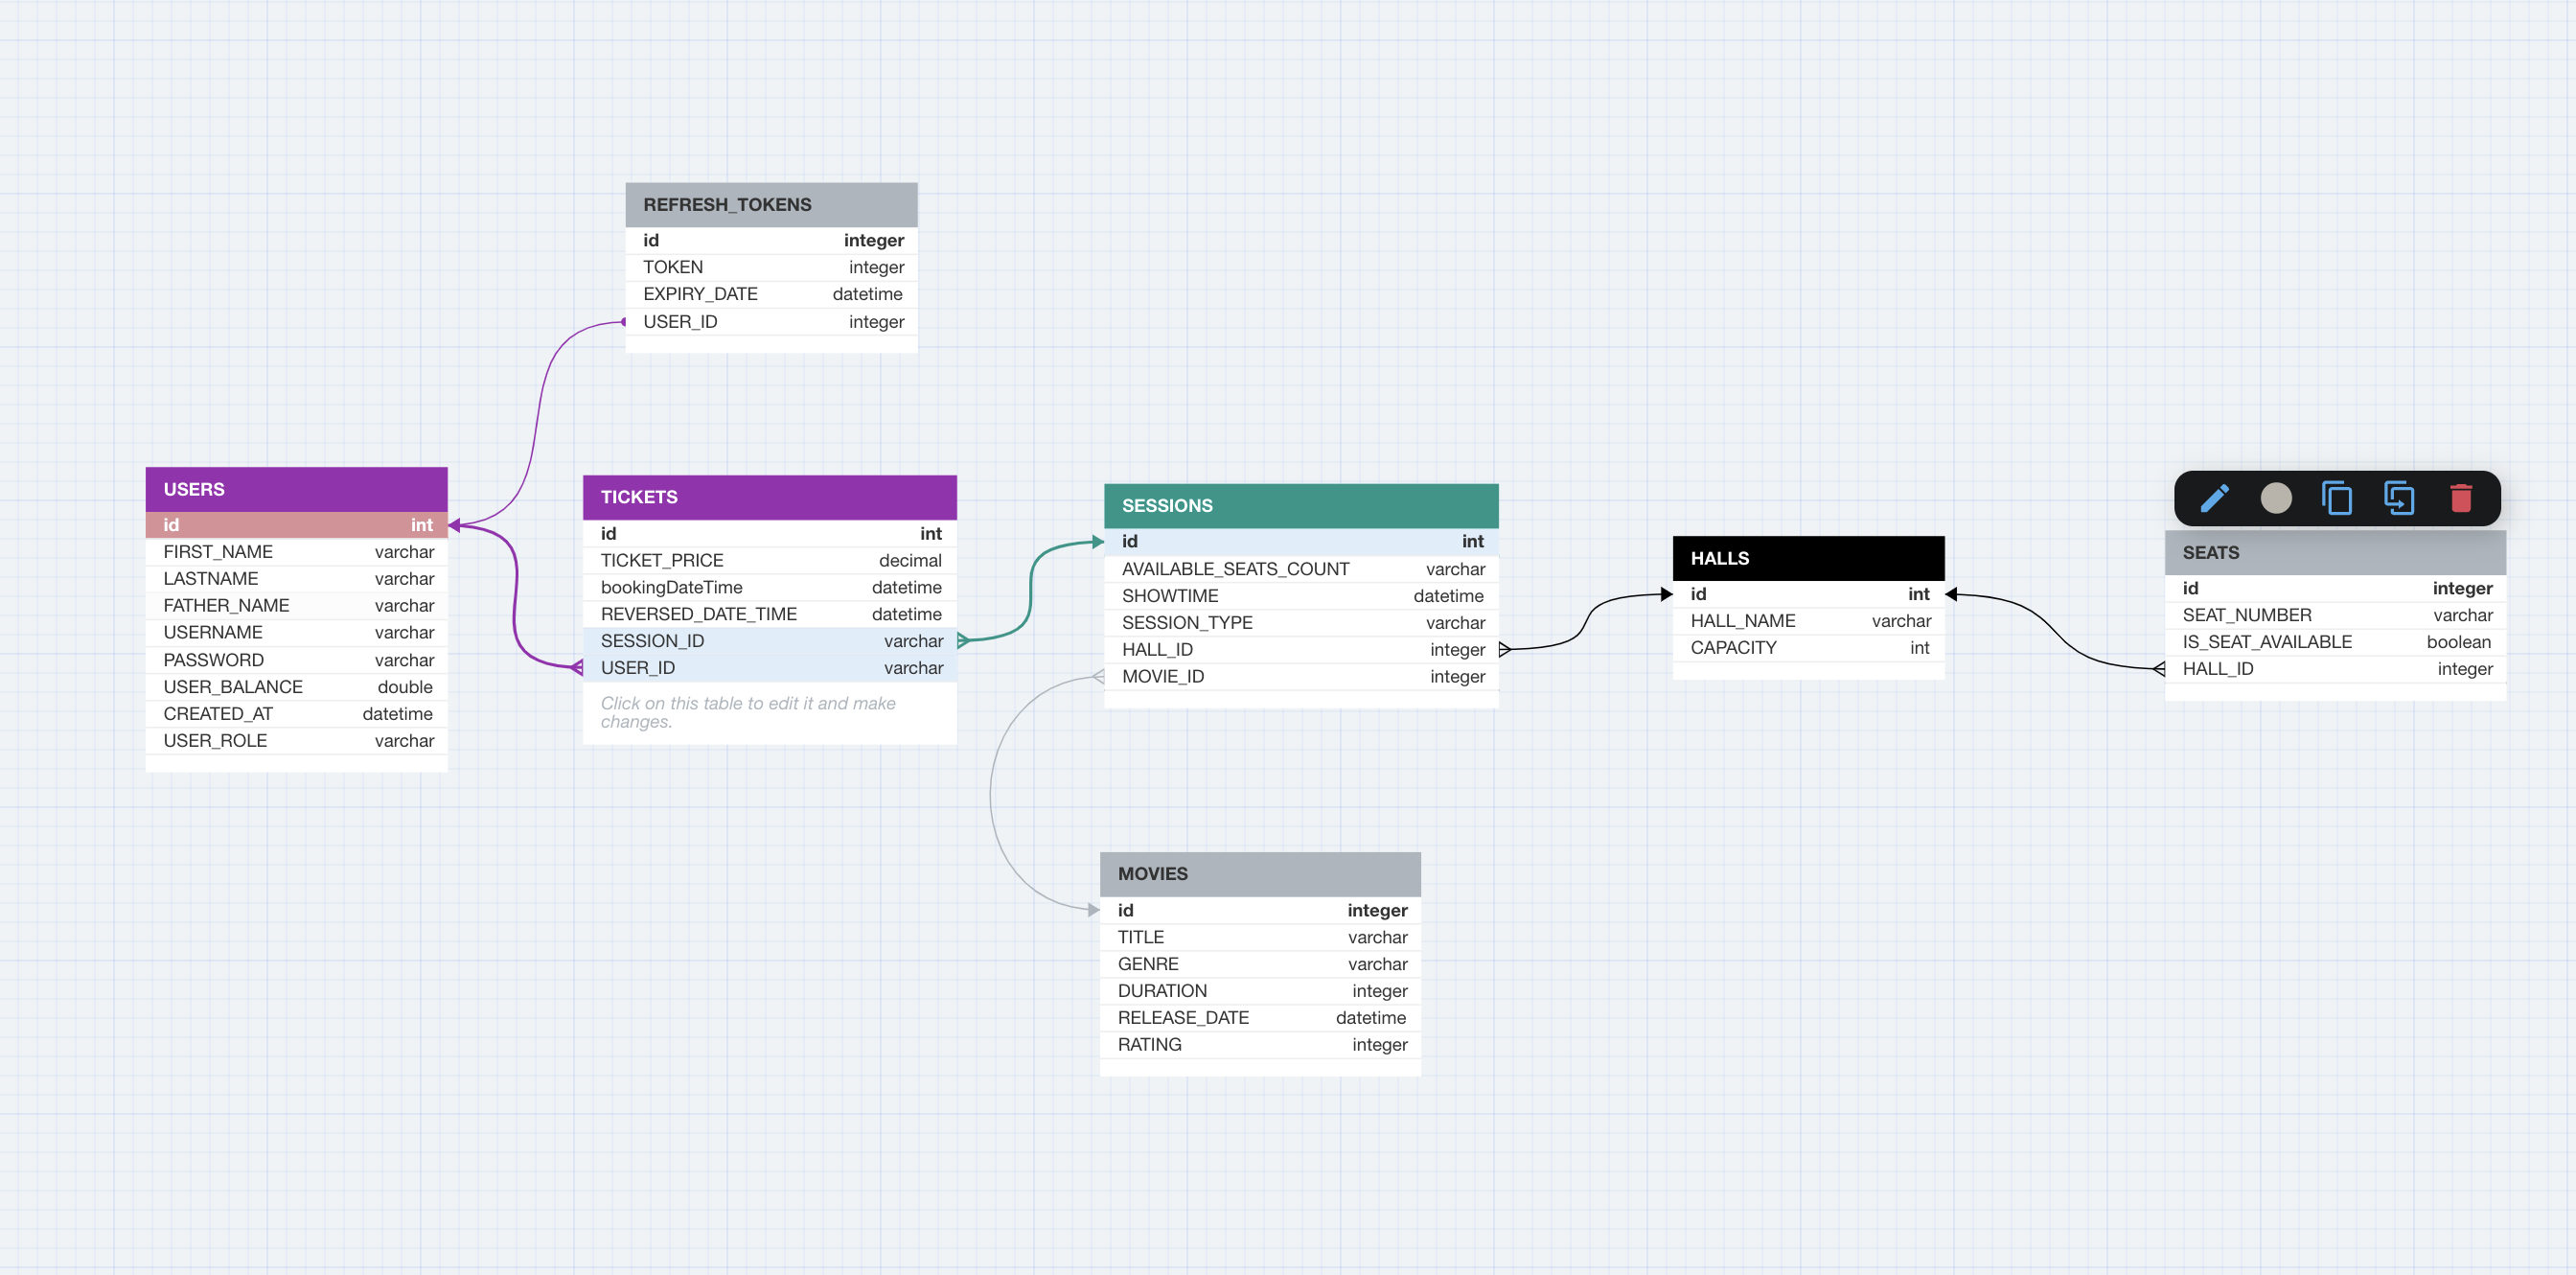 REFRESH_TOKENS
id integer
TOKEN integer
EXPIRY_DATE datetime
USER_ID integer
USERS
id int
FIRST_NAME varchar
LASTNAME varchar
FATHER_NAME varchar
USERNAME varchar
PASSWORD varchar
USER_BALANCE double
CREATED_AT datetime
USER_ROLE varchar
TICKETS
id int
TICKET_PRICE decimal
bookingDateTime datetime
REVERSED_DATE_TIME datetime
SESSION_ID varchar
USER_ID varchar
Click on this table to edit it and make
changes.
SESSIONS
id int
AVAILABLE_SEATS_COUNT varchar
SHOWTIME datetime
SESSION_TYPE varchar
HALL_ID integer
MOVIE_ID integer
HALLS
id int
HALL_NAME varchar
CAPACITY int
SEATS
id integer
SEAT_NUMBER varchar
IS_SEAT_AVAILABLE boolean
HALL_ID integer
MOVIES
id integer
TITLE varchar
GENRE varchar
DURATION integer
RELEASE_DATE datetime
RATING integer